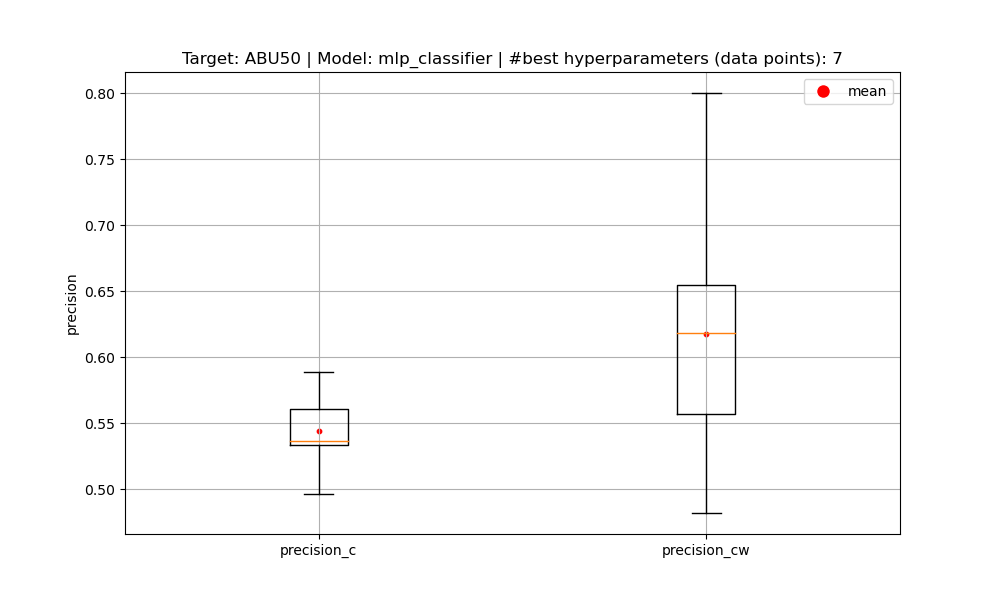 Target: ABU50 | Model: mlp_classifier | #best hyperparameters (data points): 7
mean
0.80
0.75
0.70
0.65
0.60
0.55
0.50
precision
precision_c
precision_cw